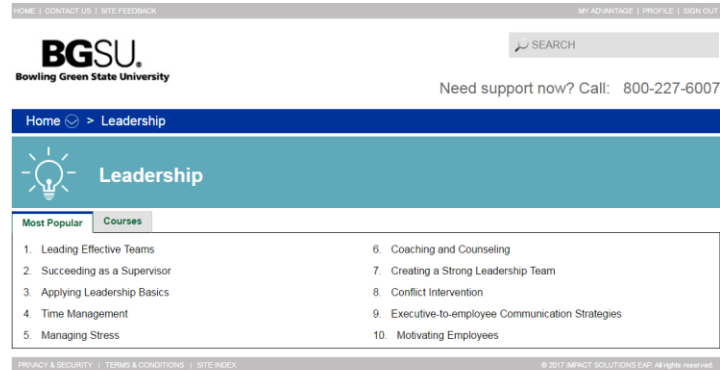 HOME | CONTACT US | SITE FEEDBACK
MY ADVANTAGE | PROFILE | SIGN OUT
BGSU.
Bowling Green State University
SEARCH
Need support now? Call: 800-227-6007
Home > Leadership
Leadership
Most Popular
Courses
1. Leading Effective Teams
2. Succeeding as a Supervisor
3. Applying Leadership Basics
4. Time Management
5. Managing Stress
6. Coaching and Counseling
7. Creating a Strong Leadership Team
8. Conflict Intervention
9. Executive-to-employee Communication Strategies
10. Motivating Employees
PRIVACY & SECURITY | TERMS & CONDITIONS | SITE INDEX
© 2017 IMPACT SOLUTIONS EAP. All rights reserved.